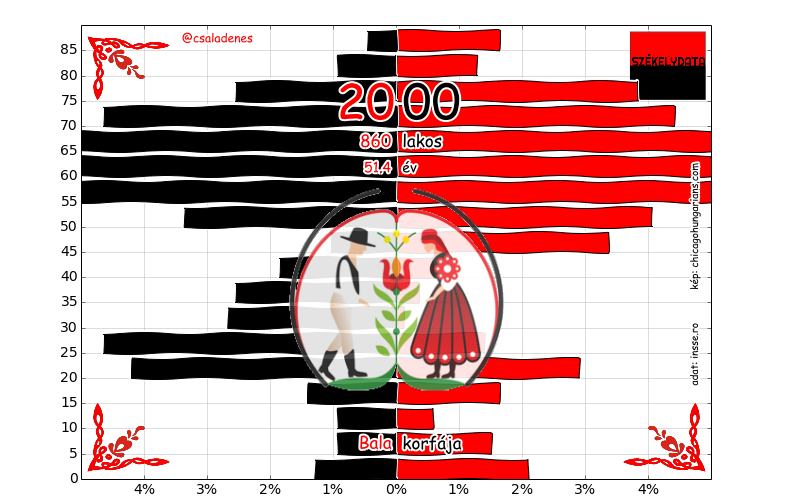 @csaladenes
SZÉKELYDATA
2000
860 lakos
51,4 év
kép: chicagohungarians.com
adat: insse.ro
Bala korfája
85
80
75
70
65
60
55
50
45
40
35
30
25
20
15
10
5
0
4% 3% 2% 1% 0% 1% 2% 3% 4%